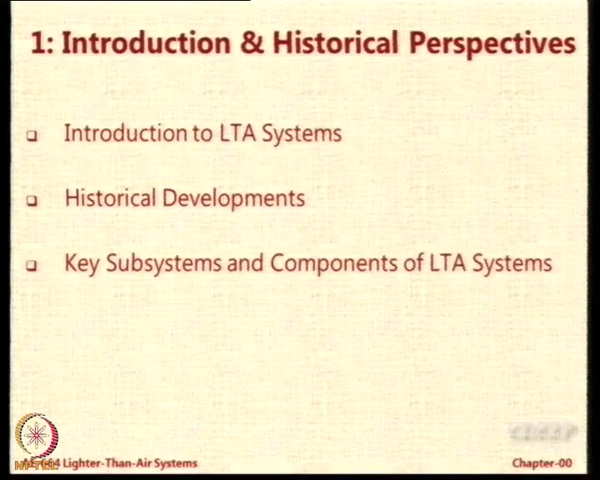 1: Introduction & Historical Perspectives
Introduction to LTA Systems
Historical Developments
Key Subsystems and Components of LTA Systems
Lighter-Than-Air Systems
Chapter-00